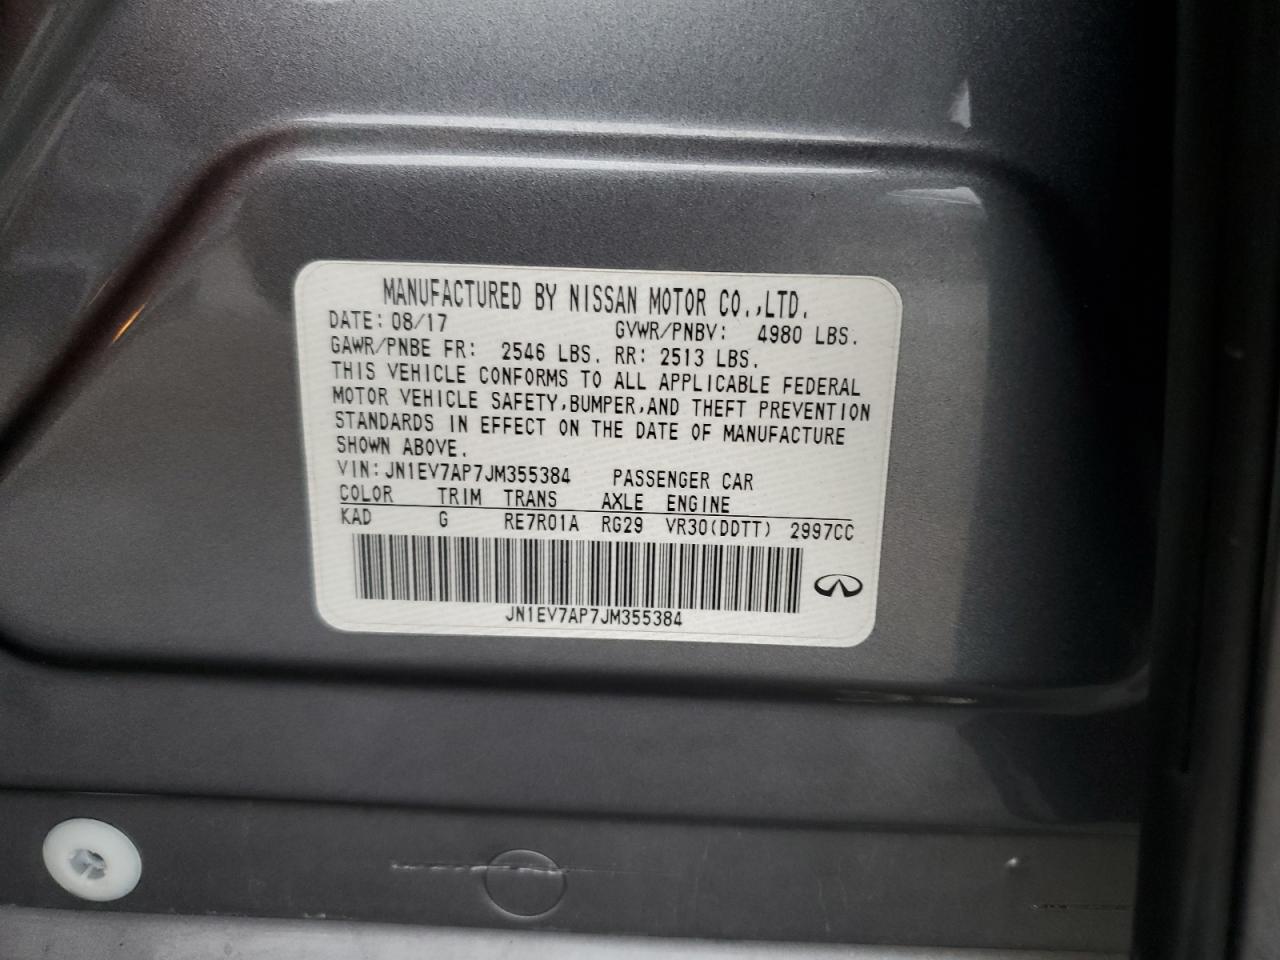 MANUFACTURED BY NISSAN MOTOR CO.,LTD.
DATE: 08/17 GVWR/PNBV: 4980 LBS.
GAWR/PNBE FR: 2546 LBS. RR: 2513 LBS.
THIS VEHICLE CONFORMS TO ALL APPLICABLE FEDERAL
MOTOR VEHICLE SAFETY,BUMPER,AND THEFT PREVENTION
STANDARDS IN EFFECT ON THE DATE OF MANUFACTURE
SHOWN ABOVE.
VIN:JN1EV7AP7JM355384 PASSENGER CAR
COLOR TRIM TRANS AXLE ENGINE
KAD G RE7R01A RG29 VR30(DDTT) 2997CC
JN1EV7AP7JM355384